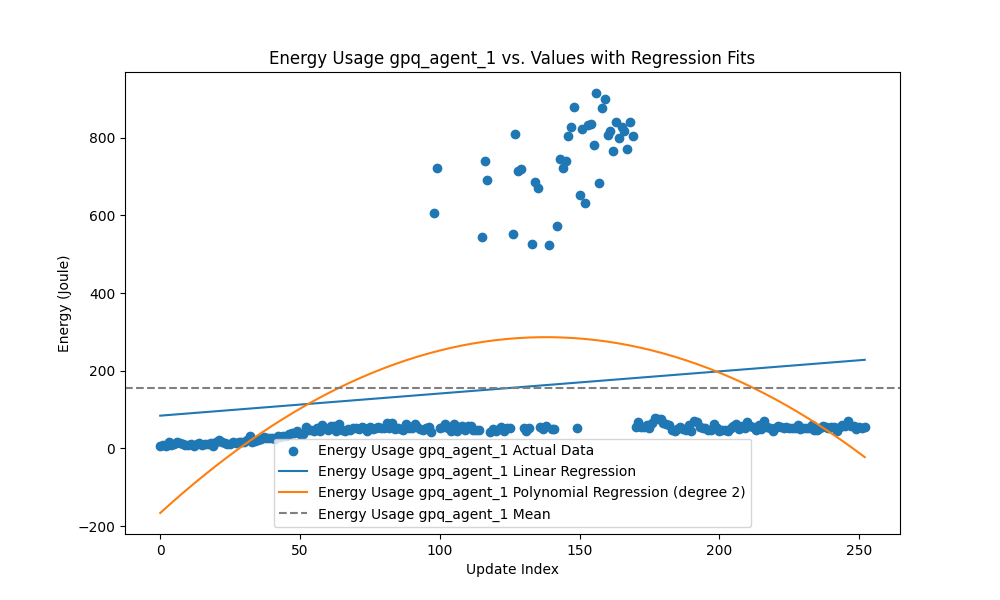 Energy Usage gpq_agent_1 vs. Values with Regression Fits
Energy (Joule)
800
600
400
200
0
−200
0 50 100 150 200 250
Update Index
Energy Usage gpq_agent_1 Actual Data
Energy Usage gpq_agent_1 Linear Regression
Energy Usage gpq_agent_1 Polynomial Regression (degree 2)
Energy Usage gpq_agent_1 Mean